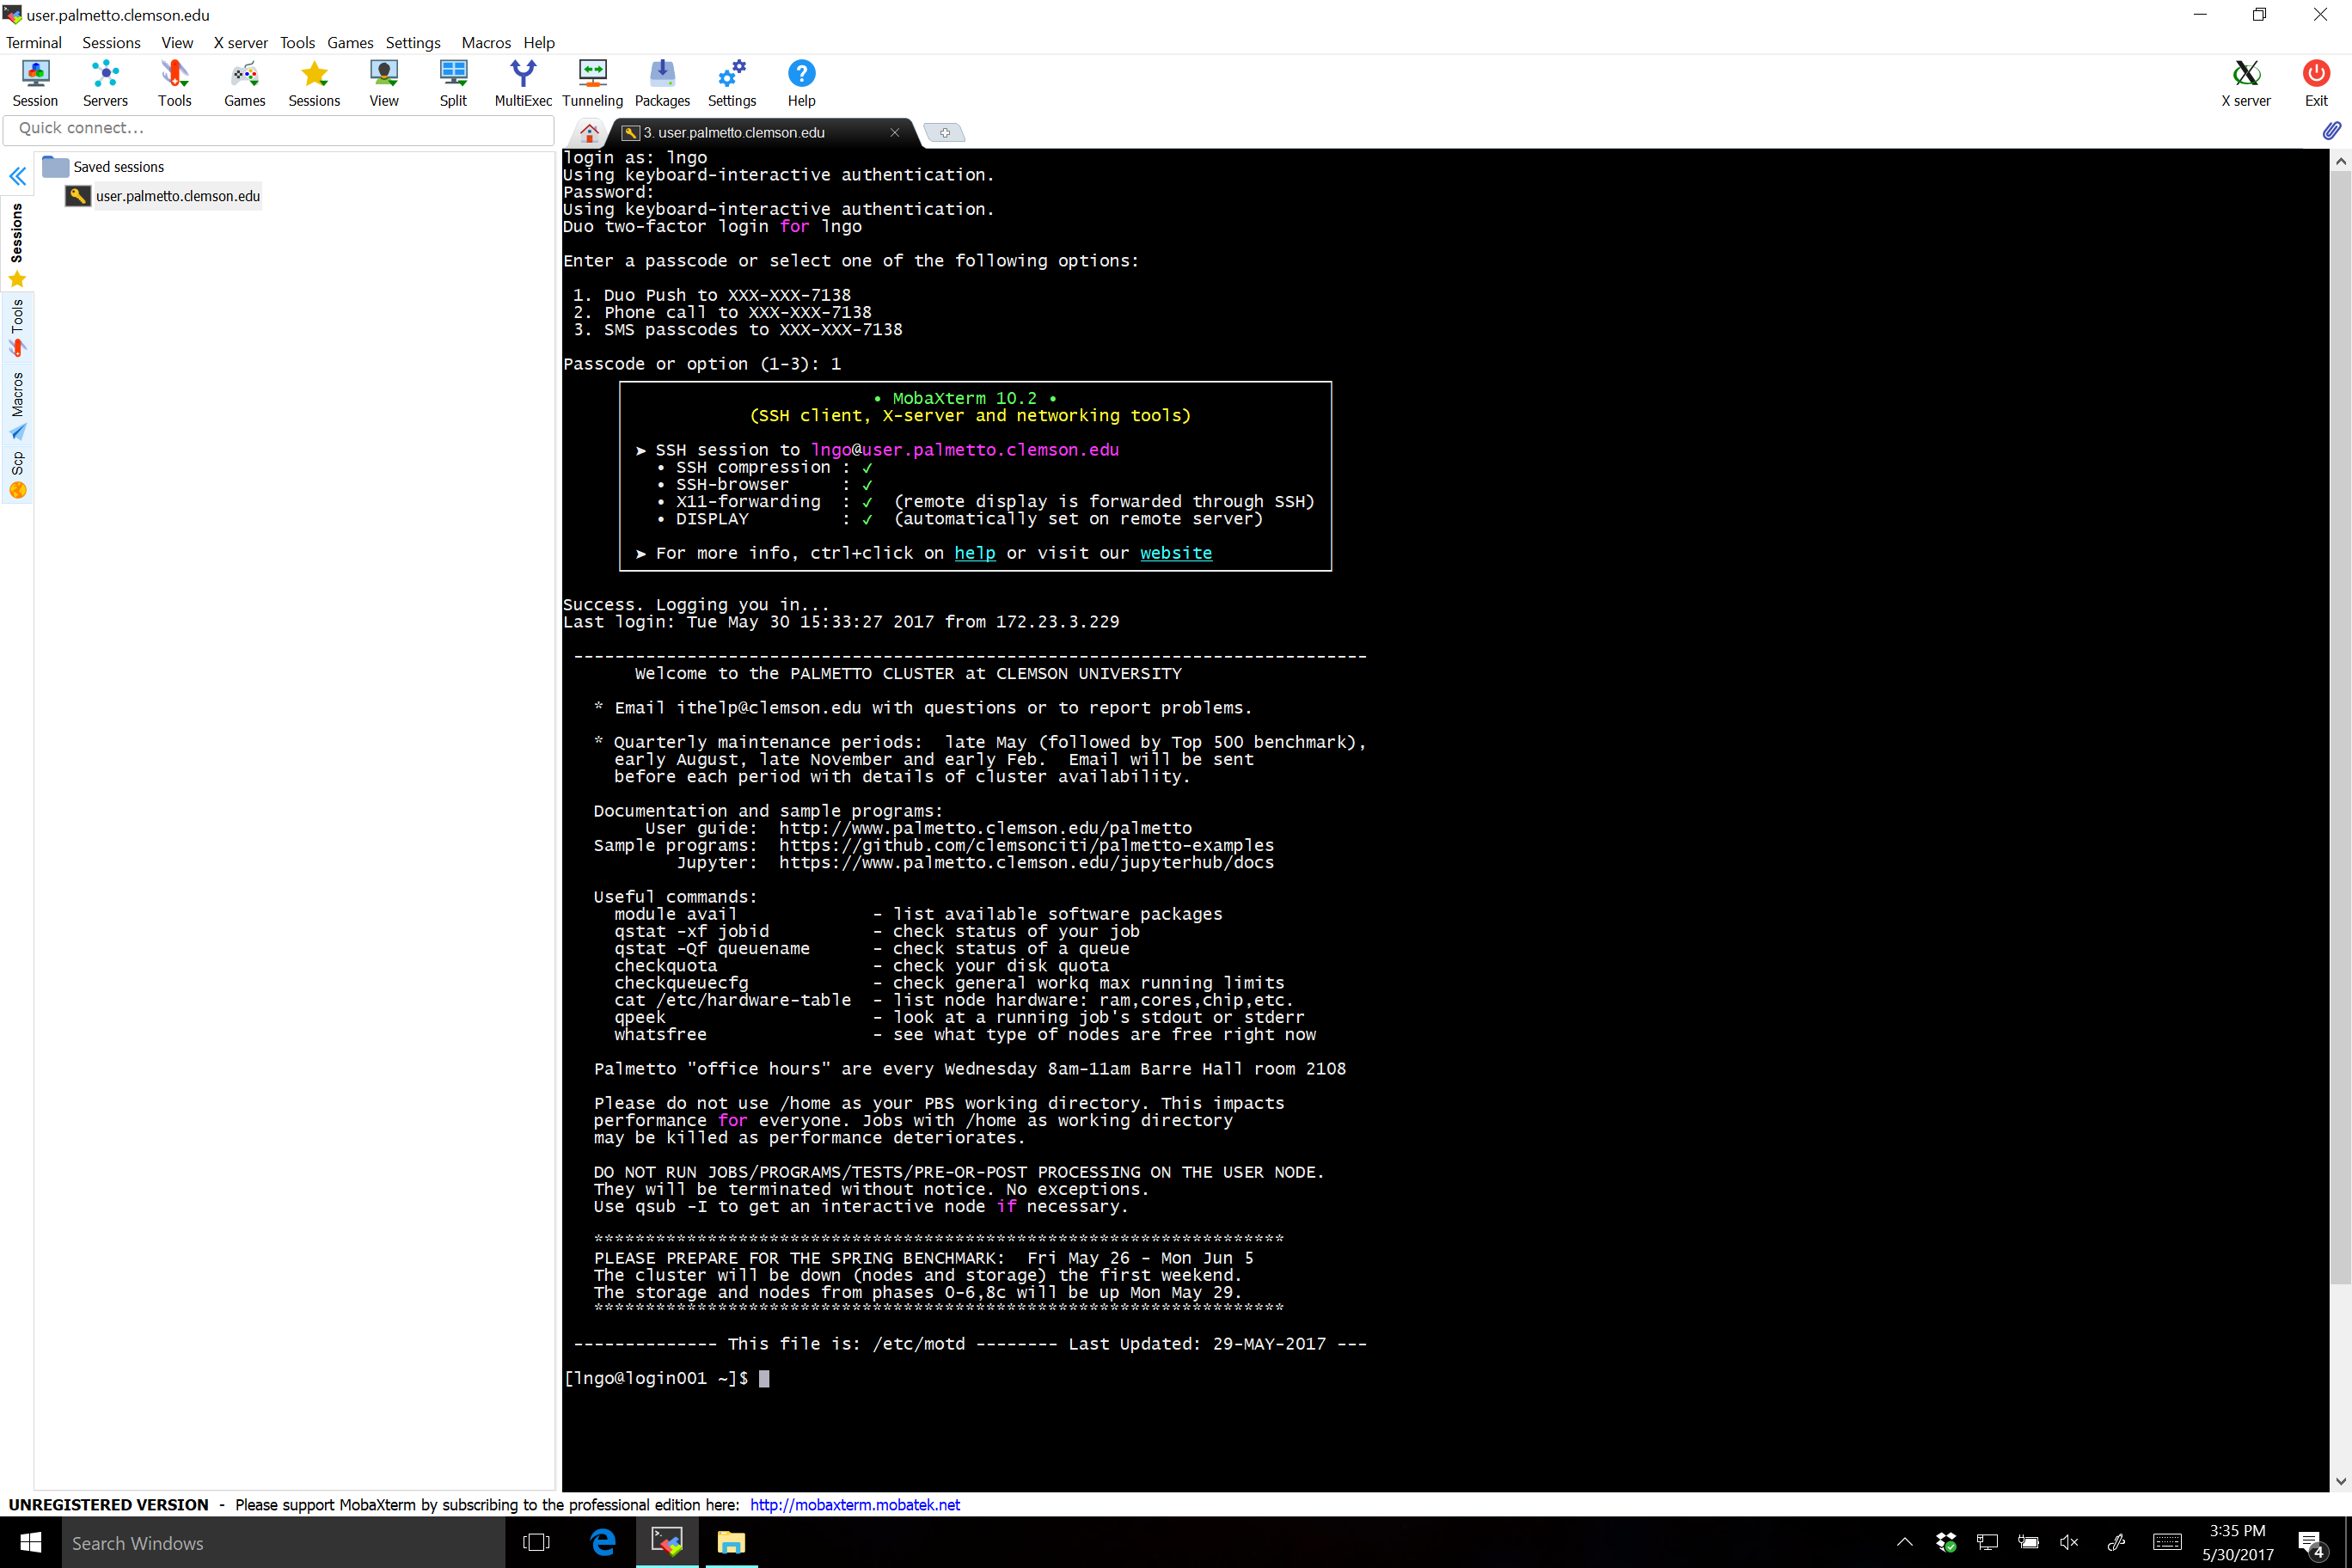 user.palmetto.clemson.edu
Terminal Sessions View X server Tools Games Settings Macros Help
Session Servers Tools Games Sessions View Split MultiExec Tunneling Packages Settings Help X server Exit
Quick connect...
3. user.palmetto.clemson.edu
Saved sessions
user.palmetto.clemson.edu
Sessions
Tools
Macros
Scp
login as: lngo
Using keyboard-interactive authentication.
Password:
Using keyboard-interactive authentication.
Duo two-factor login for lngo
Enter a passcode or select one of the following options:
1. Duo Push to XXX-XXX-7138
2. Phone call to XXX-XXX-7138
3. SMS passcodes to XXX-XXX-7138
Passcode or option (1-3): 1
• MobaXterm 10.2 •
(SSH client, X-server and networking tools)
➤ SSH session to lngo@user.palmetto.clemson.edu
• SSH compression : ✓
• SSH-browser : ✓
• X11-forwarding : ✓ (remote display is forwarded through SSH)
• DISPLAY : ✓ (automatically set on remote server)
➤ For more info, ctrl+click on help or visit our website
Success. Logging you in...
Last login: Tue May 30 15:33:27 2017 from 172.23.3.229
-----------------------------------------------------------------------------
Welcome to the PALMETTO CLUSTER at CLEMSON UNIVERSITY
* Email ithelp@clemson.edu with questions or to report problems.
* Quarterly maintenance periods: late May (followed by Top 500 benchmark),
early August, late November and early Feb. Email will be sent
before each period with details of cluster availability.
Documentation and sample programs:
User guide: http://www.palmetto.clemson.edu/palmetto
Sample programs: https://github.com/clemsonciti/palmetto-examples
Jupyter: https://www.palmetto.clemson.edu/jupyterhub/docs
Useful commands:
module avail - list available software packages
qstat -xf jobid - check status of your job
qstat -Qf queuename - check status of a queue
checkquota - check your disk quota
checkqueuecfg - check general workq max running limits
cat /etc/hardware-table - list node hardware: ram,cores,chip,etc.
qpeek - look at a running job's stdout or stderr
whatsfree - see what type of nodes are free right now
Palmetto "office hours" are every Wednesday 8am-11am Barre Hall room 2108
Please do not use /home as your PBS working directory. This impacts
performance for everyone. Jobs with /home as working directory
may be killed as performance deteriorates.
DO NOT RUN JOBS/PROGRAMS/TESTS/PRE-OR-POST PROCESSING ON THE USER NODE.
They will be terminated without notice. No exceptions.
Use qsub -I to get an interactive node if necessary.
*******************************************************************
PLEASE PREPARE FOR THE SPRING BENCHMARK: Fri May 26 - Mon Jun 5
The cluster will be down (nodes and storage) the first weekend.
The storage and nodes from phases 0-6,8c will be up Mon May 29.
*******************************************************************
-------------- This file is: /etc/motd -------- Last Updated: 29-MAY-2017 ---
[lngo@login001 ~]$
UNREGISTERED VERSION - Please support MobaXterm by subscribing to the professional edition here: http://mobaxterm.mobatek.net
Search Windows
3:35 PM
5/30/2017
4